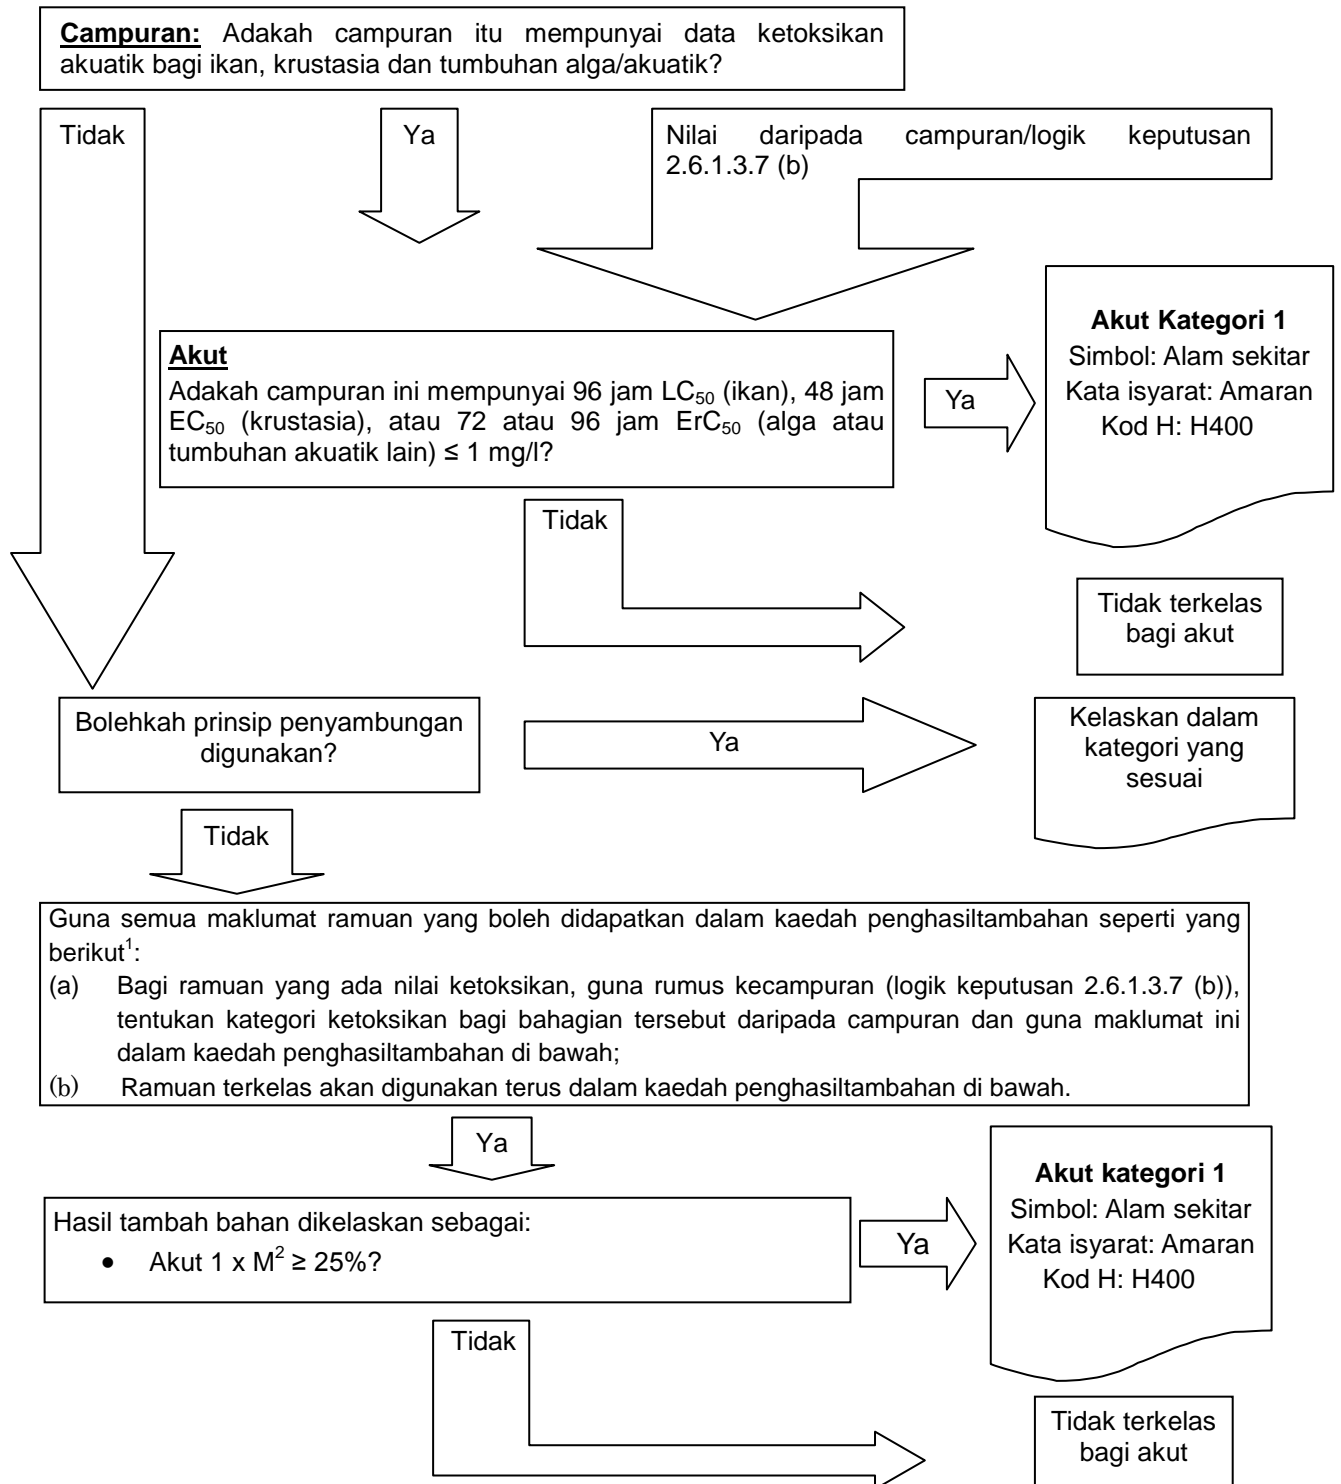 Campuran: Adakah campuran itu mempunyai data ketoksikan
akuatik bagi ikan, krustasia dan tumbuhan alga/akuatik?
Tidak
Ya
Nilai daripada campuran/logik keputusan
2.6.1.3.7 (b)
Akut
Adakah campuran ini mempunyai 96 jam LC50 (ikan), 48 jam
EC50 (krustasia), atau 72 atau 96 jam ErC50 (alga atau
tumbuhan akuatik lain) ≤ 1 mg/l?
Ya
Akut Kategori 1
Simbol: Alam sekitar
Kata isyarat: Amaran
Kod H: H400
Tidak
Tidak terkelas
bagi akut
Bolehkah prinsip penyambungan
digunakan?
Ya
Kelaskan dalam
kategori yang
sesuai
Tidak
Guna semua maklumat ramuan yang boleh didapatkan dalam kaedah penghasiltambahan seperti yang
berikut1:
(a) Bagi ramuan yang ada nilai ketoksikan, guna rumus kecampuran (logik keputusan 2.6.1.3.7 (b)),
tentukan kategori ketoksikan bagi bahagian tersebut daripada campuran dan guna maklumat ini
dalam kaedah penghasiltambahan di bawah;
(b) Ramuan terkelas akan digunakan terus dalam kaedah penghasiltambahan di bawah.
Ya
Hasil tambah bahan dikelaskan sebagai:
• Akut 1 x M2 ≥ 25%?
Ya
Akut kategori 1
Simbol: Alam sekitar
Kata isyarat: Amaran
Kod H: H400
Tidak
Tidak terkelas
bagi akut